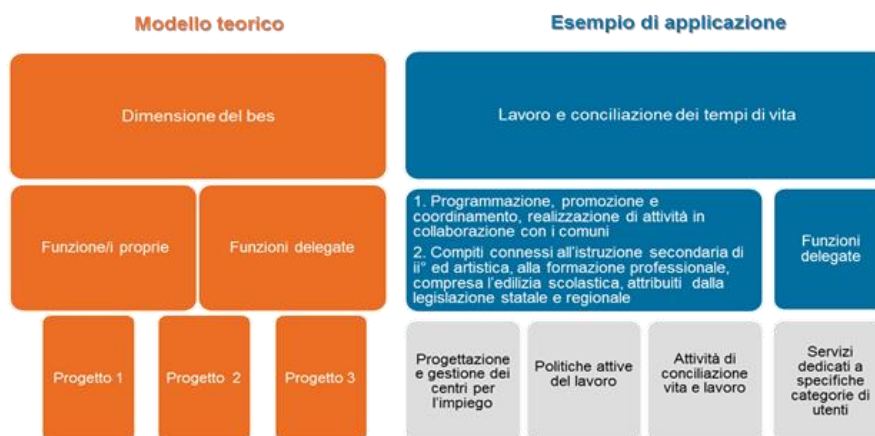 Modello teorico
Esempio di applicazione
Dimensione del bes
Lavoro e conciliazione dei tempi di vita
Funzione/i proprie
Funzioni delegate
1. Programmazione, promozione e
coordinamento, realizzazione di attività in
collaborazione con i comuni
2. Compiti connessi all'istruzione secondaria di
ii° ed artistica, alla formazione professionale,
compresa l'edilizia scolastica, attribuiti dalla
legislazione statale e regionale
Funzioni
delegate
Progetto 1
Progetto 2
Progetto 3
Progettazione
e gestione dei
centri per
l'impiego
Politiche attive
del lavoro
Attività di
conciliazione
vita e lavoro
Servizi
dedicati a
specifiche
categorie di
utenti